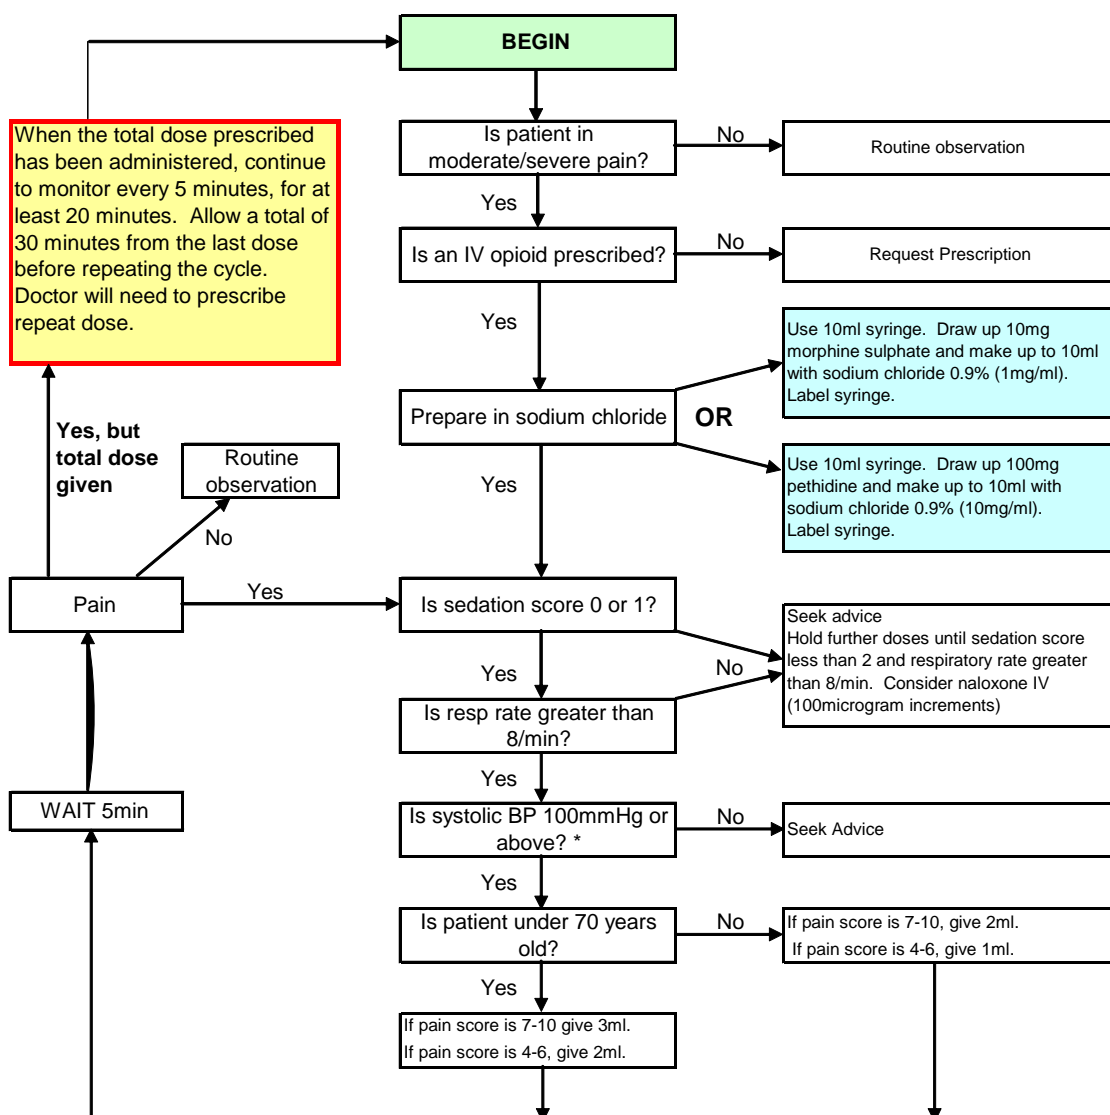 BEGIN
Is patient in
moderate/severe pain?
No
Routine observation
Yes
Is an IV opioid prescribed?
No
Request Prescription
Yes
When the total dose prescribed
has been administered, continue
to monitor every 5 minutes, for at
least 20 minutes.  Allow a total of
30 minutes from the last dose
before repeating the cycle.
Doctor will need to prescribe
repeat dose.
Use 10ml syringe.  Draw up 10mg
morphine sulphate and make up to 10ml
with sodium chloride 0.9% (1mg/ml).
Label syringe.
Prepare in sodium chloride
OR
Use 10ml syringe.  Draw up 100mg
pethidine and make up to 10ml with
sodium chloride 0.9% (10mg/ml).
Label syringe.
Yes
Yes, but
total dose
given
Routine
observation
No
Pain
Yes
Is sedation score 0 or 1?
Seek advice
Hold further doses until sedation score
less than 2 and respiratory rate greater
than 8/min.  Consider naloxone IV
(100microgram increments)
Yes
No
Is resp rate greater than
8/min?
Yes
WAIT 5min
Is systolic BP 100mmHg or
above? *
No
Seek Advice
Yes
Is patient under 70 years
old?
No
If pain score is 7-10, give 2ml.
If pain score is 4-6, give 1ml.
Yes
If pain score is 7-10 give 3ml.
If pain score is 4-6, give 2ml.